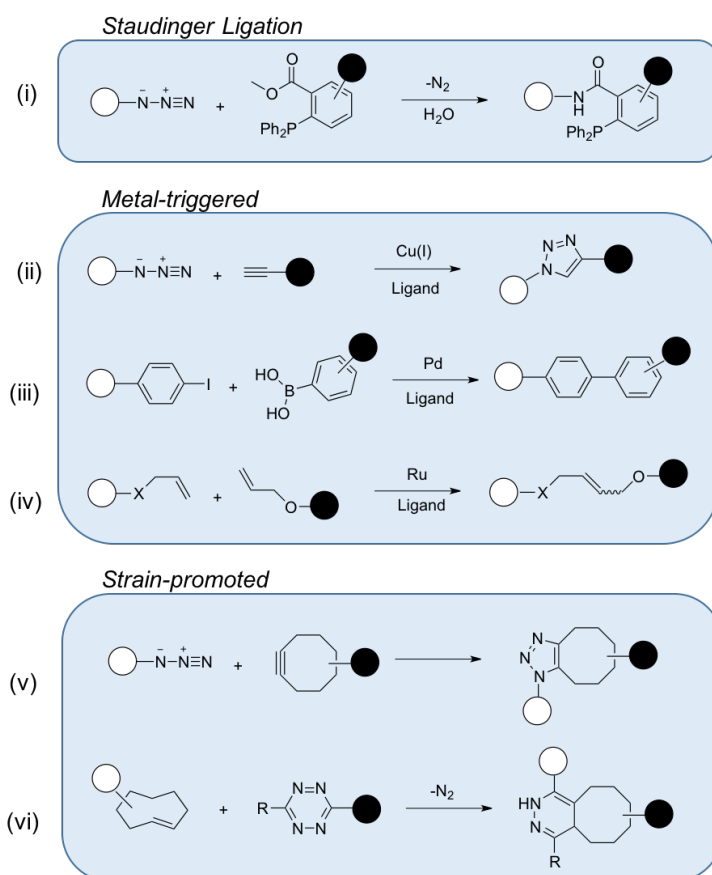 Staudinger Ligation
(i)
N − N + ≡N
+
O
O
Ph2P
-N2
H2O
O
N
H
Ph2P
Metal-triggered
(ii)
N − N + ≡N
+
Cu(I)
Ligand
N N
N
(iii)
I
+
HO
B
HO
Pd
Ligand
(iv)
X
+
O
Ru
Ligand
X
O
Strain-promoted
(v)
N − N + ≡N
+
N
N
N
(vi)
+
N N
R
N N
-N2
HN
N
R